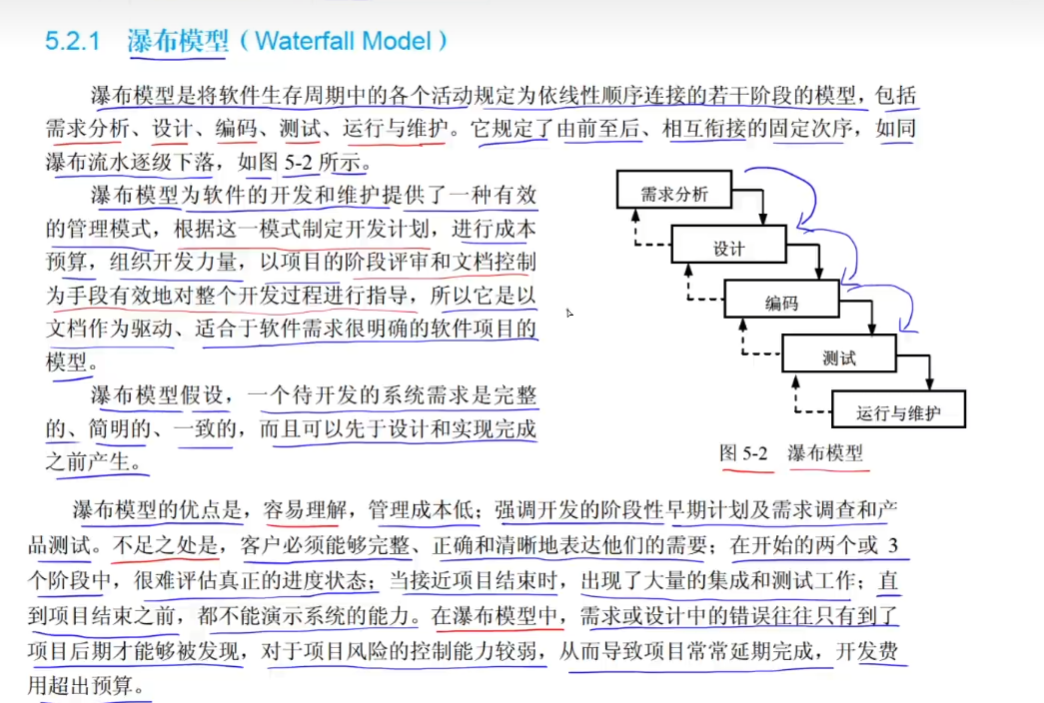 5.2.1 瀑布模型（Waterfall Model）
瀑布模型是将软件生存周期中的各个活动规定为依线性顺序连接的若干阶段的模型，包括
需求分析、设计、编码、测试、运行与维护。它规定了由前至后、相互衔接的固定次序，如同
瀑布流水逐级下落，如图 5-2 所示。
瀑布模型为软件的开发和维护提供了一种有效
的管理模式，根据这一模式制定开发计划，进行成本
预算，组织开发力量，以项目的阶段评审和文档控制
为手段有效地对整个开发过程进行指导，所以它是以
文档作为驱动、适合于软件需求很明确的软件项目的
模型。
瀑布模型假设，一个待开发的系统需求是完整
的、简明的、一致的，而且可以先于设计和实现完成
之前产生。
需求分析
设计
编码
测试
运行与维护
图 5-2 瀑布模型
瀑布模型的优点是，容易理解，管理成本低；强调开发的阶段性早期计划及需求调查和产
品测试。不足之处是，客户必须能够完整、正确和清晰地表达他们的需要；在开始的两个或 3
个阶段中，很难评估真正的进度状态；当接近项目结束时，出现了大量的集成和测试工作；直
到项目结束之前，都不能演示系统的能力。在瀑布模型中，需求或设计中的错误往往只有到了
项目后期才能够被发现，对于项目风险的控制能力较弱，从而导致项目常常延期完成，开发费
用超出预算。